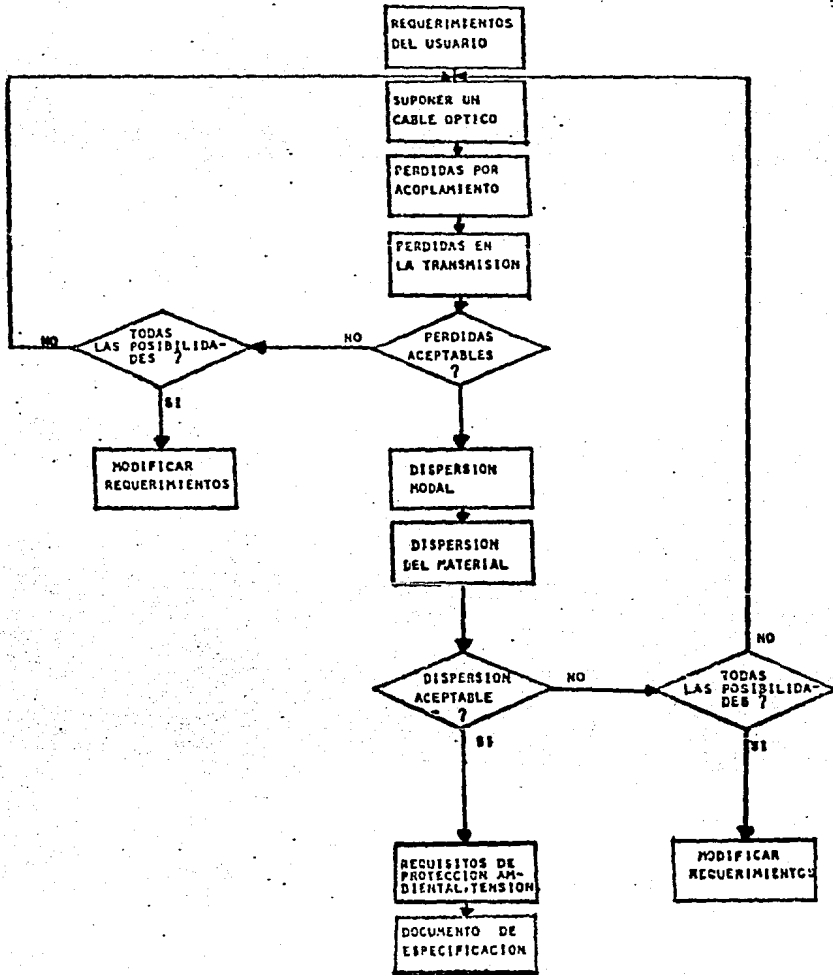 REQUERIMIENTOS
DEL USUARIO
SUPONER UN
CABLE OPTICO
PERDIDAS POR
ACOPLAMIENTO
PERDIDAS EN
LA TRANSMISION
PERDIDAS
ACEPTABLES
?
NO
TODAS
LAS POSIBILIDA-
DES ?
NO
SI
MODIFICAR
REQUERIMIENTOS
DISPERSION
MODAL
DISPERSION
DEL MATERIAL
DISPERSION
ACEPTABLE
?
NO
TODAS
LAS POSIBILIDA-
DES ?
NO
SI
SI
MODIFICAR
REQUERIMIENTOS
REQUISITOS DE
PROTECCION AM-
BIENTAL, TENSION
DOCUMENTO DE
ESPECIFICACION